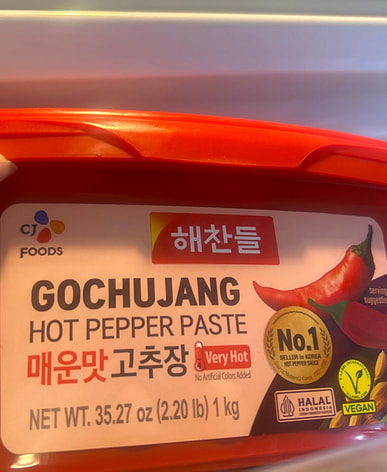 CJ
FOODS
해찬들
GOCHUJANG
HOT PEPPER PASTE
매운맛 고추장
Very Hot
No Artificial Colors Added
NET WT. 35.27 oz (2.20 lb) 1 kg
serving
suggestion
No.1
SELLER in KOREA
HOT PEPPER SAUCE
HALAL
INDONESIA
VEGAN